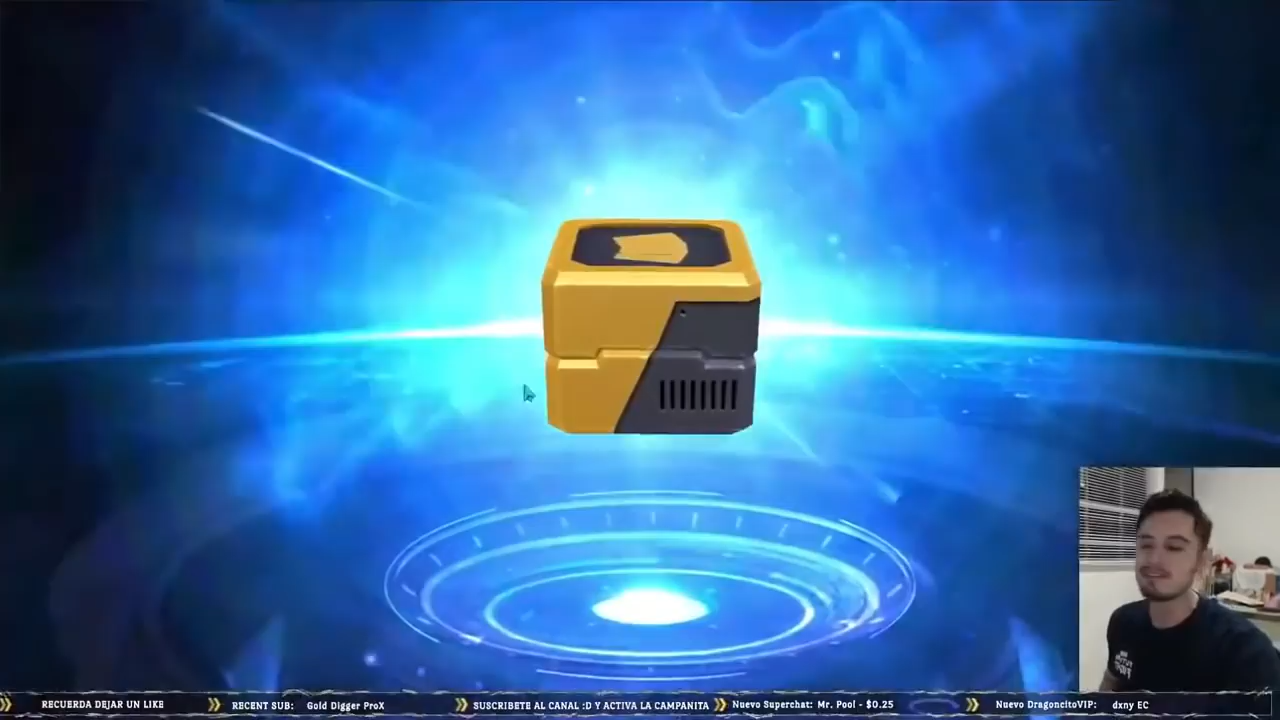 RECUERDA DEJAR UN LIKE
RECENT SUB: Gold Digger ProX
SUSCRIBETE AL CANAL :D Y ACTIVA LA CAMPANITA
Nuevo Superchat: Mr. Pool - $0.25
Nuevo DragoncitoVIP: dxny EC